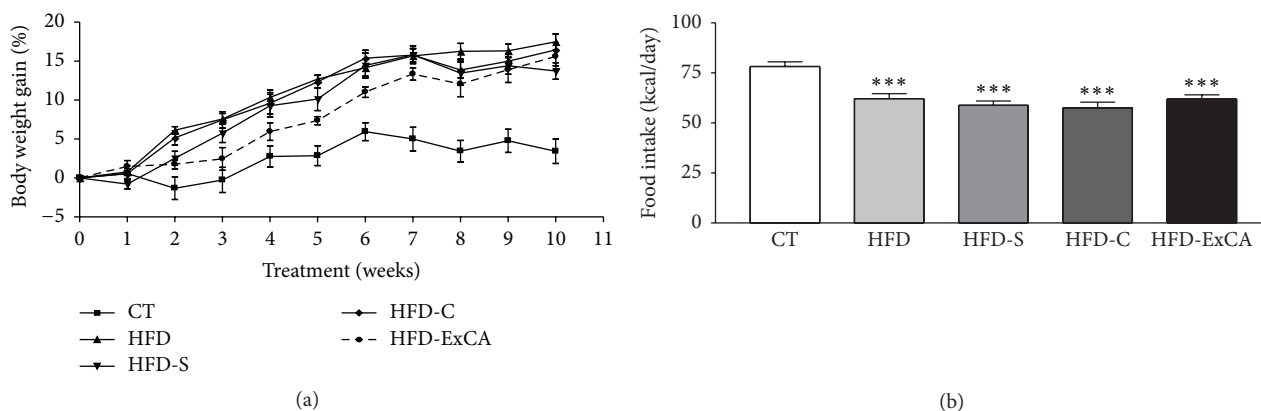 Body weight gain (%)
20
15
10
5
0
−5
0 1 2 3 4 5 6 7 8 9 10 11
Treatment (weeks)
CT
HFD
HFD-S
HFD-C
HFD-ExCA
(a)
Food intake (kcal/day)
100
75
50
25
0
*** *** *** ***
CT HFD HFD-S HFD-C HFD-ExCA
(b)